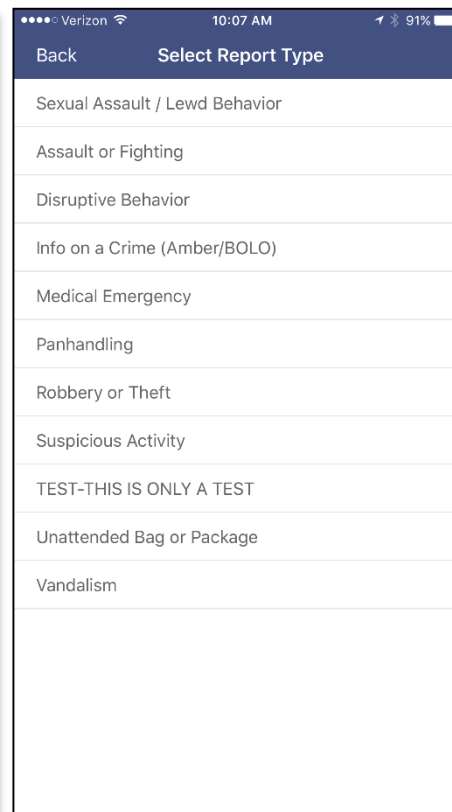 Verizon 10:07 AM 91%
Back Select Report Type
Sexual Assault / Lewd Behavior
Assault or Fighting
Disruptive Behavior
Info on a Crime (Amber/BOLO)
Medical Emergency
Panhandling
Robbery or Theft
Suspicious Activity
TEST-THIS IS ONLY A TEST
Unattended Bag or Package
Vandalism